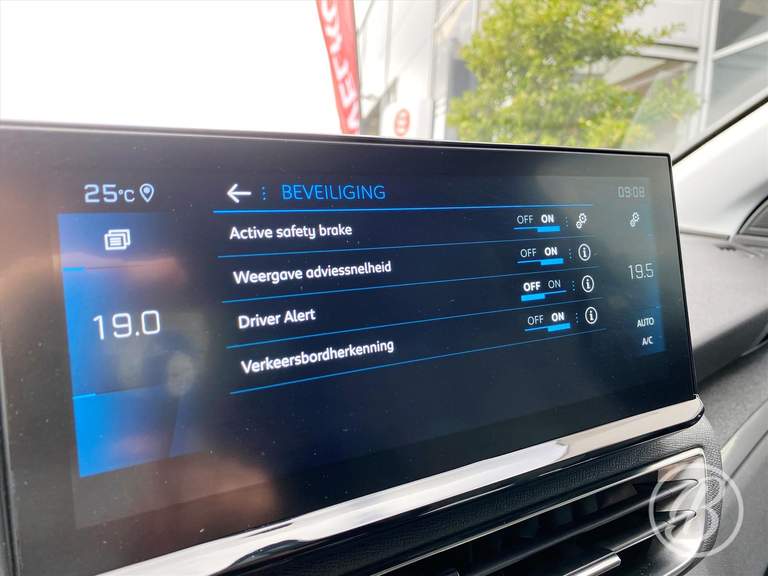 25°C
BEVEILIGING
09:08
Active safety brake OFF ON
Weergave adviessnelheid OFF ON
19.0
19.5
Driver Alert OFF ON
Verkeersbordherkenning OFF ON
AUTO
A/C